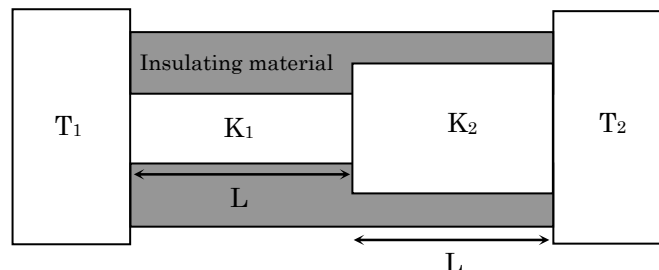 Insulating material
T₁ K₁ K₂ T₂
L
L